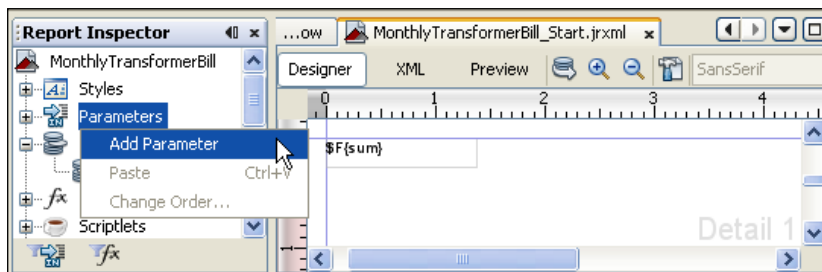 Report Inspector
...ow MonthlyTransformerBill_Start.jrxml x
MonthlyTransformerBill
Designer XML Preview SansSerif
Styles
0 1 2 3 4
Parameters
Add Parameter
$F{sum}
Paste Ctrl+V
Change Order...
Scriptlets
Detail 1